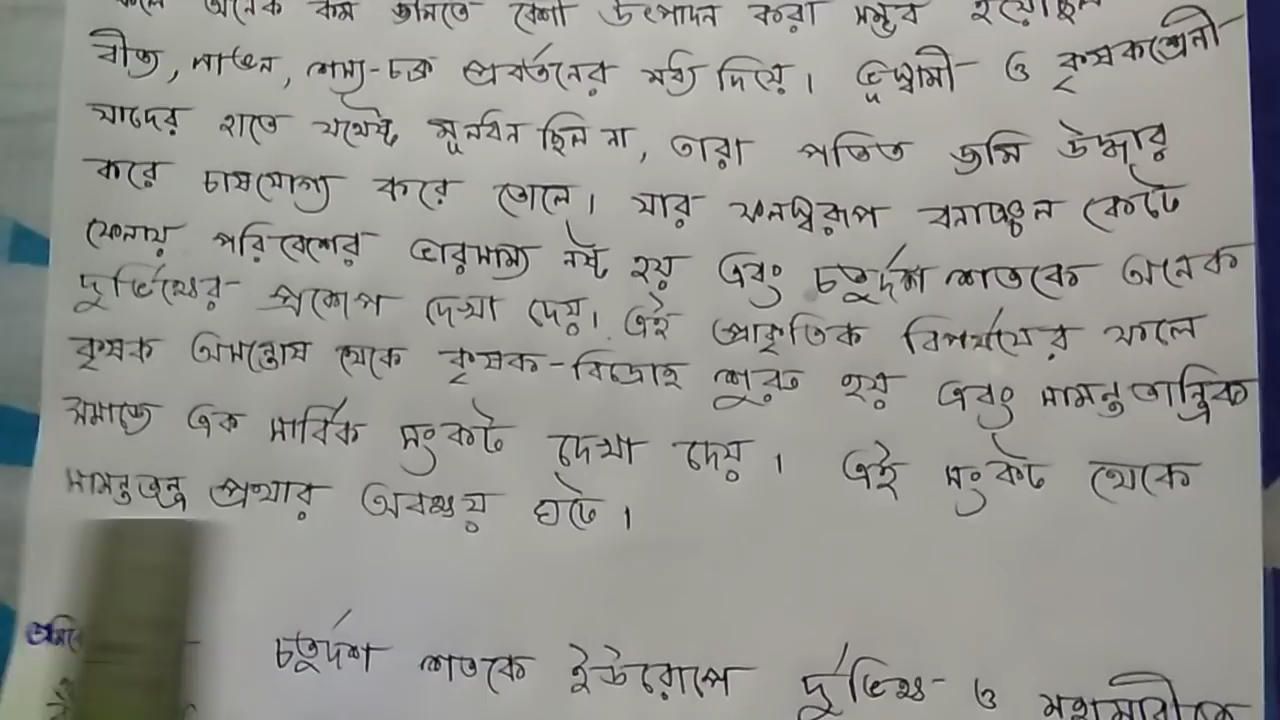 ফলে অনেক কম জমিতে বেশী উৎপাদন করা সম্ভব হয়েছিল
বীজ, লাঙল, শস্য-চক্র প্রবর্তনের মধ্য দিয়ে। ভূস্বামী ও কৃষকশ্রেনী
যাদের হাতে যথেষ্ট মূলধন ছিল না, তারা পতিত জমি উদ্ধার
করে চাষযোগ্য করে তোলে। যার ফলস্বরূপ বনাঞ্চল কেটে
ফেলায় পরিবেশের ভারসাম্য নষ্ট হয় এবং চতুর্দশ শতকে অনেক
দুর্ভিক্ষের প্রকোপ দেখা দেয়। এই প্রাকৃতিক বিপর্যয়ের ফলে
কৃষক অসন্তোষ থেকে কৃষক-বিদ্রোহ শুরু হয় এবং সামন্ততান্ত্রিক
সমাজে এক সার্বিক সংকট দেখা দেয়। এই সংকট থেকে
সামন্ততন্ত্র প্রথার অবক্ষয় ঘটে।
চতুর্দশ শতকে ইউরোপে দুর্ভিক্ষ ও